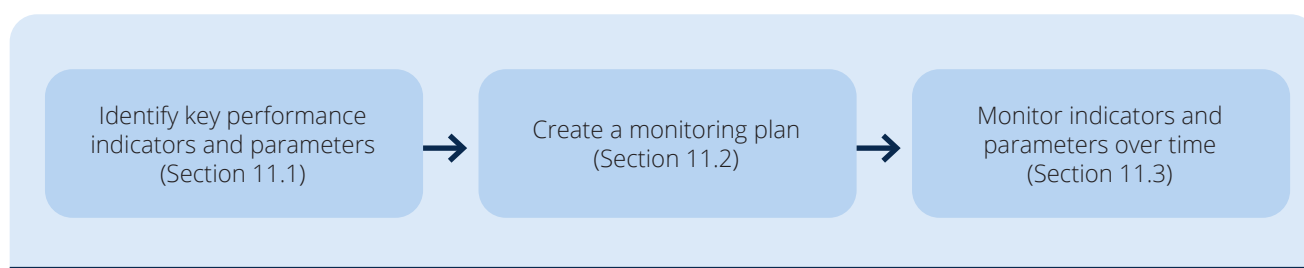 Identify key performance
indicators and parameters
(Section 11.1)
Create a monitoring plan
(Section 11.2)
Monitor indicators and
parameters over time
(Section 11.3)